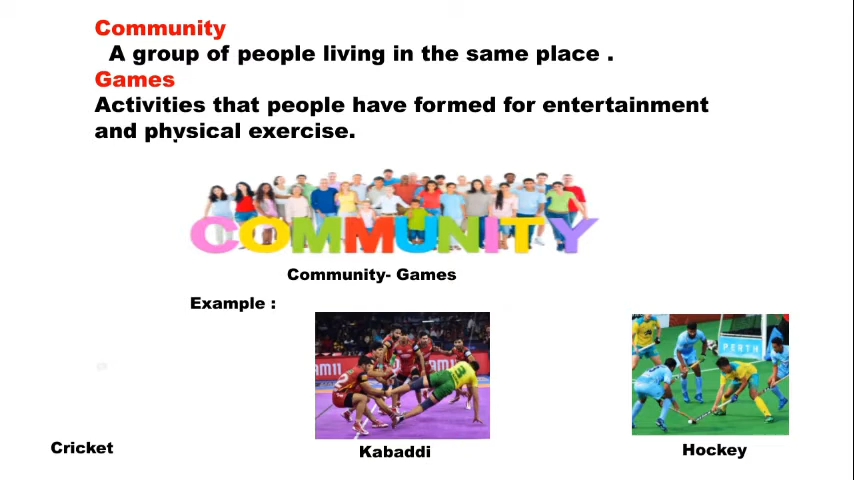 Community
A group of people living in the same place .
Games
Activities that people have formed for entertainment
and physical exercise.
COMMUNITY
Community- Games
Example :
PERTH
Cricket
Kabaddi
Hockey